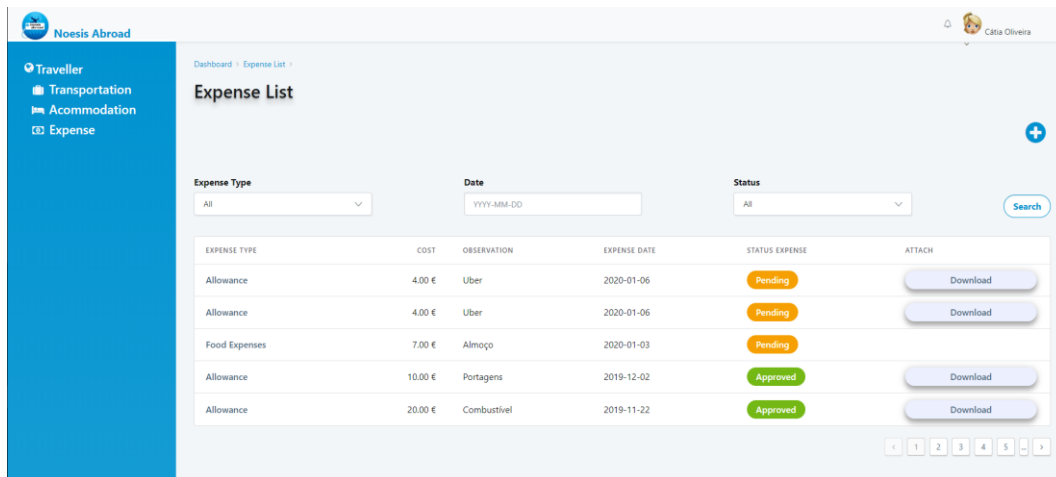 Noesis Abroad
Cátia Oliveira
Traveller
Transportation
Acommodation
Expense
Dashboard > Expense List >
Expense List
Expense Type Date Status
All YYYY-MM-DD All Search
EXPENSE TYPE COST OBSERVATION EXPENSE DATE STATUS EXPENSE ATTACH
Allowance 4.00 € Uber 2020-01-06 Pending Download
Allowance 4.00 € Uber 2020-01-06 Pending Download
Food Expenses 7.00 € Almoço 2020-01-03 Pending
Allowance 10.00 € Portagens 2019-12-02 Approved Download
Allowance 20.00 € Combustível 2019-11-22 Approved Download
< 1 2 3 4 5 ... >